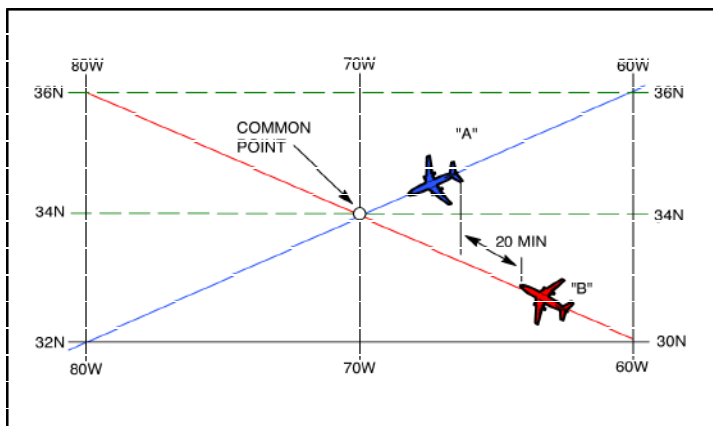 80W 70W 60W
36N 36N
COMMON
POINT
"A"
34N 34N
20 MIN
"B"
32N 30N
80W 70W 60W